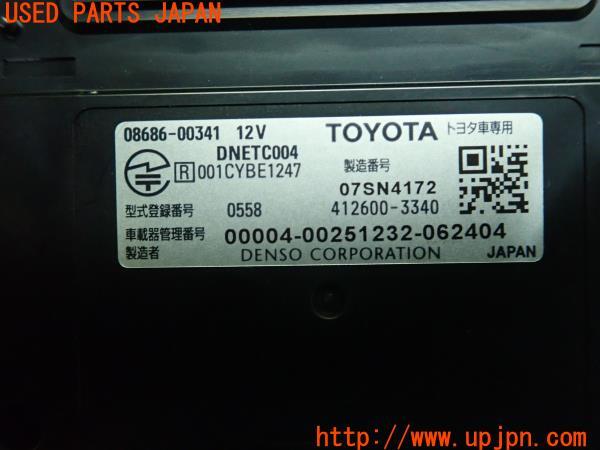 USED PARTS JAPAN
08686-00341 12V TOYOTA トヨタ車専用
DNETC004
R 001CYBE1247 製造番号
07SN4172
型式登録番号 0558 412600-3340
車載器管理番号 00004-00251232-062404
製造者 DENSO CORPORATION JAPAN
http://www.upjpn.com/